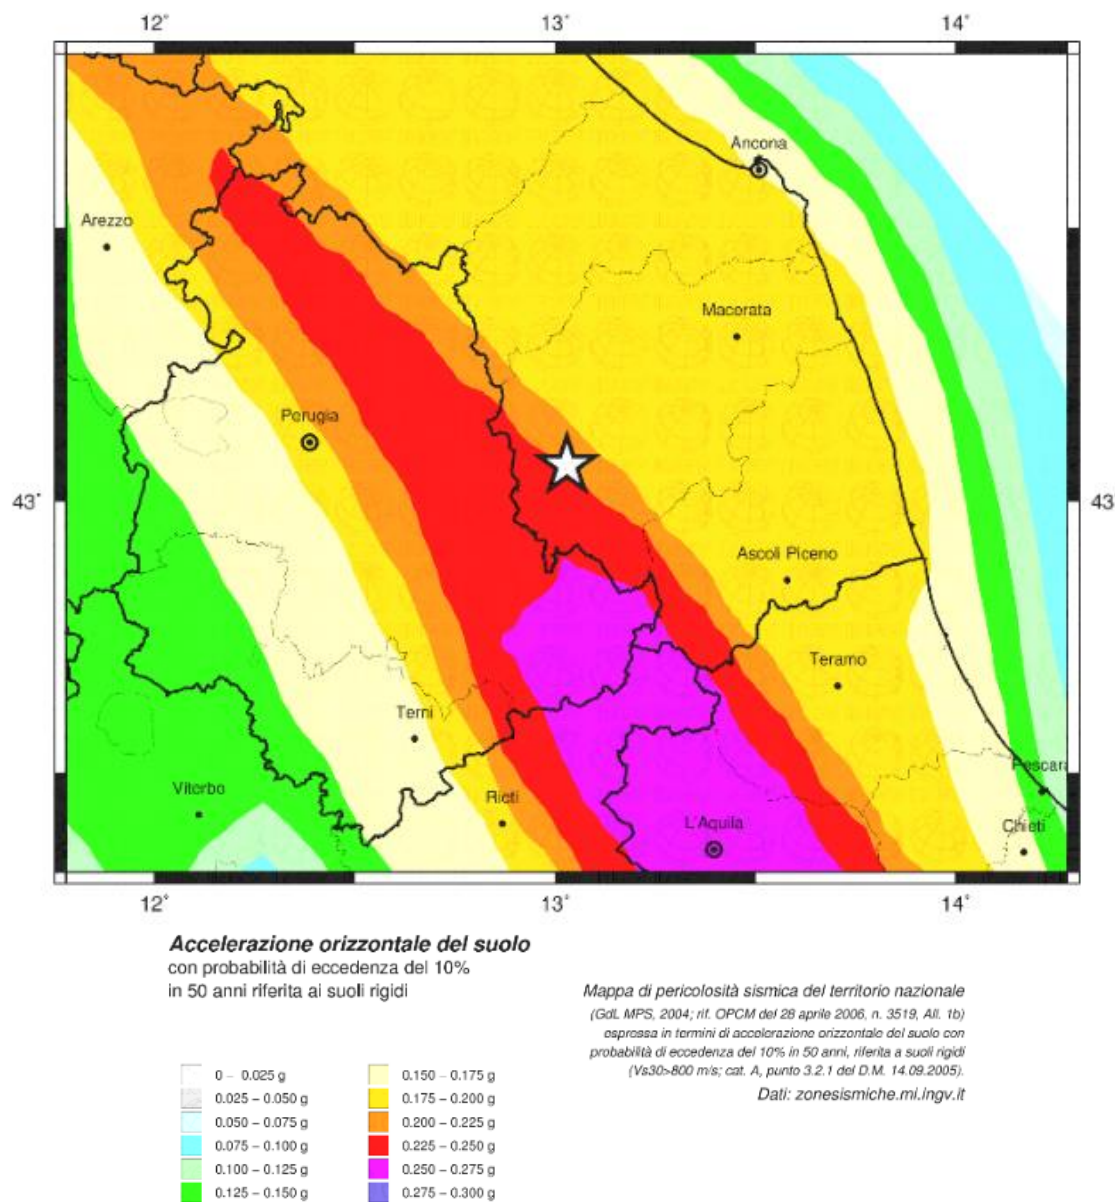 12° 13° 14°
Ancona
Arezzo
Macerata
Perugia
43° 43
Ascoli Piceno
Teramo
Terni
Pescara
Viterbo
Rieti
L'Aquila
Chieti
12° 13° 14°
Accelerazione orizzontale del suolo
con probabilità di eccedenza del 10%
in 50 anni riferita ai suoli rigidi
Mappa di pericolosità sismica del territorio nazionale
(GdL MPS, 2004; rif. OPCM del 28 aprile 2006, n. 3519, All. 1b)
espressa in termini di accelerazione orizzontale del suolo con
probabilità di eccedenza del 10% in 50 anni, riferita a suoli rigidi
(Vs30>800 m/s; cat. A, punto 3.2.1 del D.M. 14.09.2005).
Dati: zonesismiche.mi.ingv.it
0 – 0.025 g
0.025 – 0.050 g
0.050 – 0.075 g
0.075 – 0.100 g
0.100 – 0.125 g
0.125 – 0.150 g
0.150 – 0.175 g
0.175 – 0.200 g
0.200 – 0.225 g
0.225 – 0.250 g
0.250 – 0.275 g
0.275 – 0.300 g